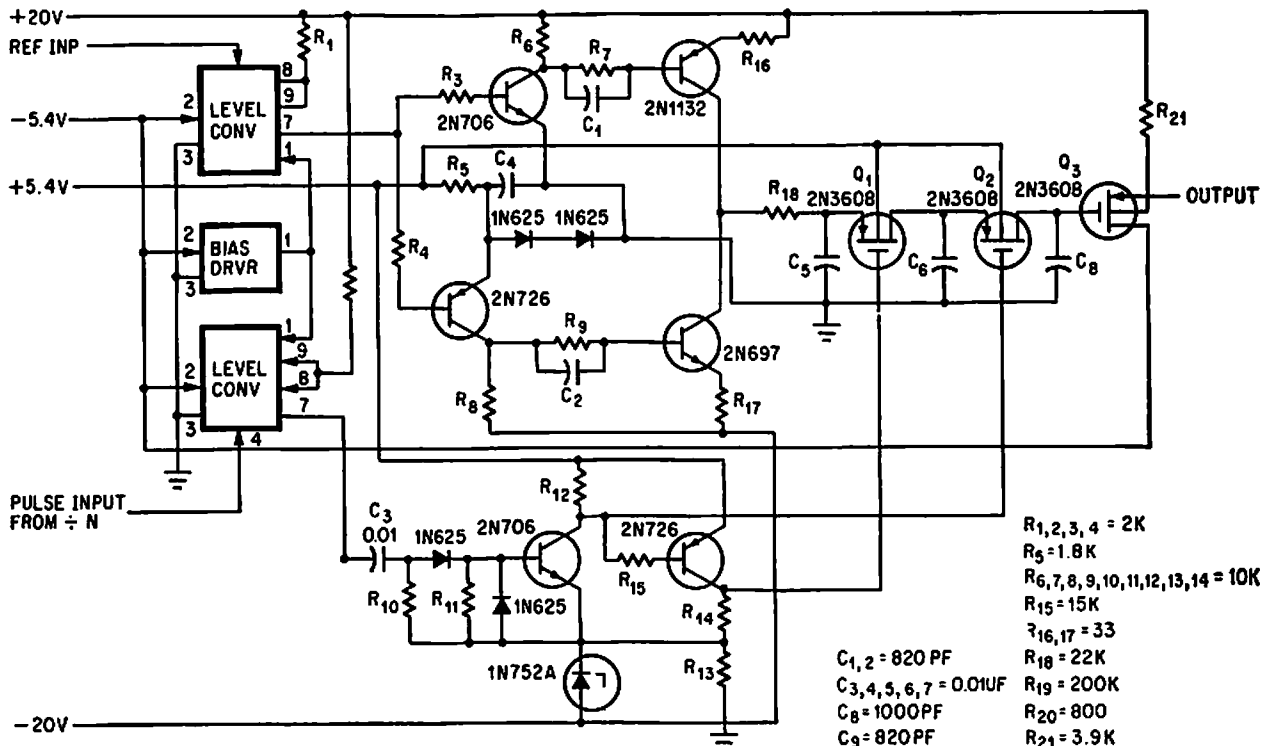 +20V
REF INP
R1
8
9
2
LEVEL CONV
7
-5.4V
3
1
+5.4V
2
BIAS DRVR
1
3
1
9
2
LEVEL CONV
8
7
3
4
PULSE INPUT FROM ÷ N
R3
R4
R5
C4
R6
2N706
R7
C1
2N1132
R16
1N625
1N625
2N726
R9
C2
R8
2N697
R17
R18
Q1
2N3608
Q2
2N3608
Q3
2N3608
R21
OUTPUT
C5
C6
C8
C3
0.01
1N625
R10
R11
1N625
2N706
R12
2N726
R15
R14
R13
1N752A
-20V
C1,2 = 820 PF
C3,4,5,6,7 = 0.01UF
C8 = 1000PF
C9 = 820PF
R1,2,3,4 = 2K
R5 = 1.8K
R6,7,8,9,10,11,12,13,14 = 10K
R15 = 15K
R16,17 = 33
R18 = 22K
R19 = 200K
R20 = 800
R21 = 3.9K